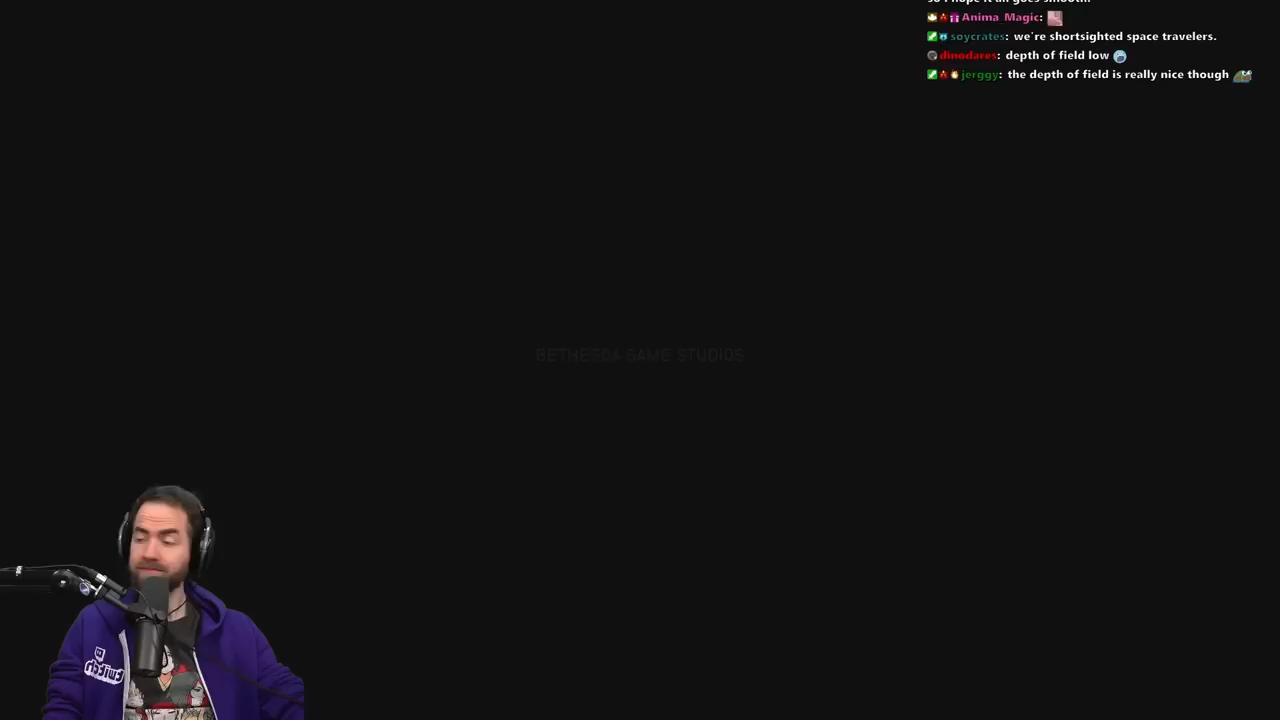 Anima_Magic:
soycrates: we're shortsighted space travelers.
dinodares: depth of field low
jerggy: the depth of field is really nice though
BETHESDA GAME STUDIOS
twitch